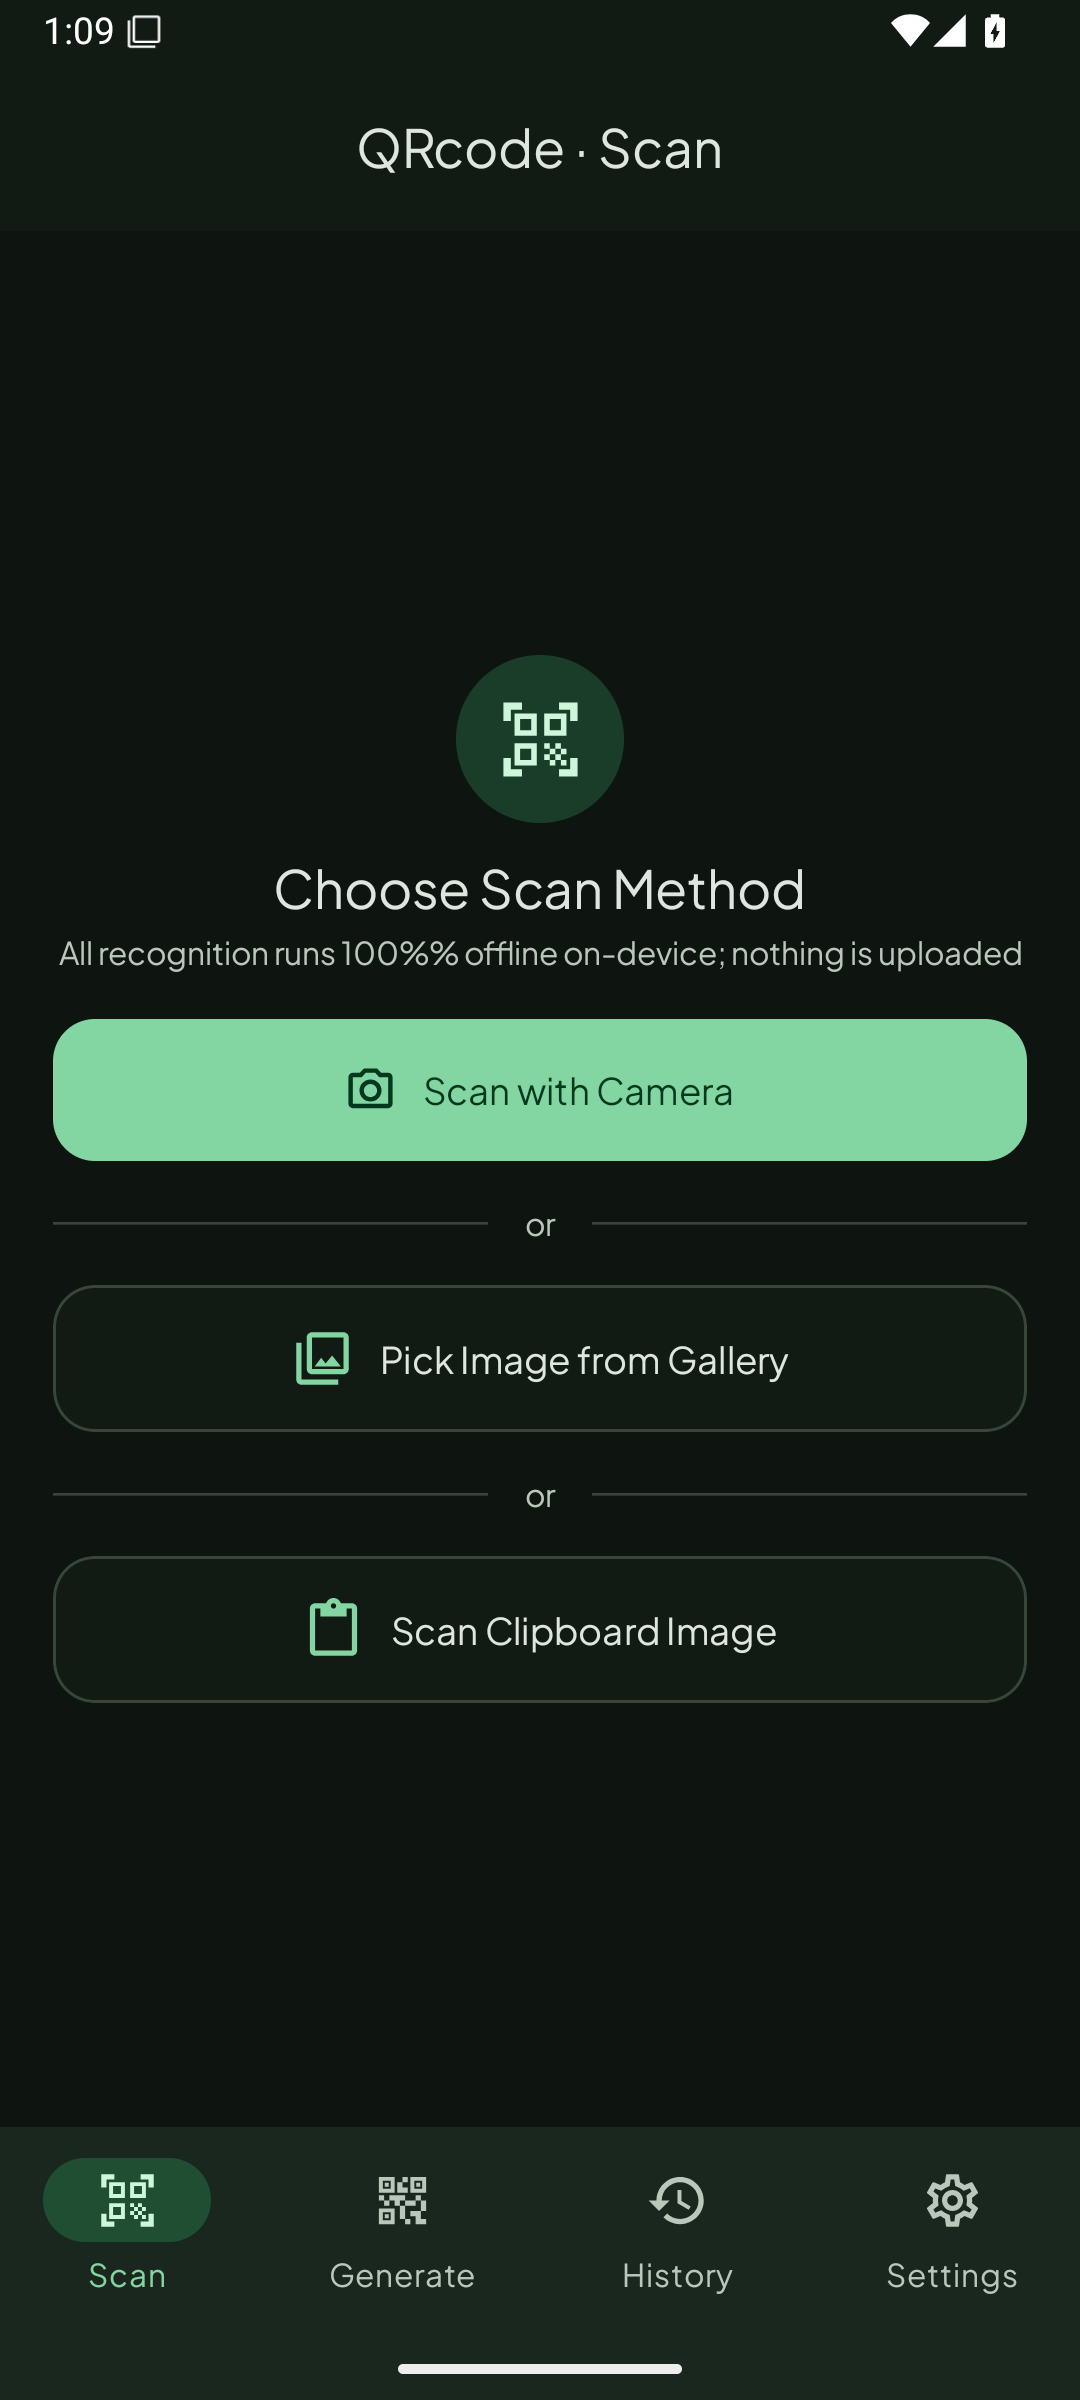 1:09
QRcode · Scan
Choose Scan Method
All recognition runs 100%% offline on-device; nothing is uploaded
Scan with Camera
or
Pick Image from Gallery
or
Scan Clipboard Image
Scan
Generate
History
Settings